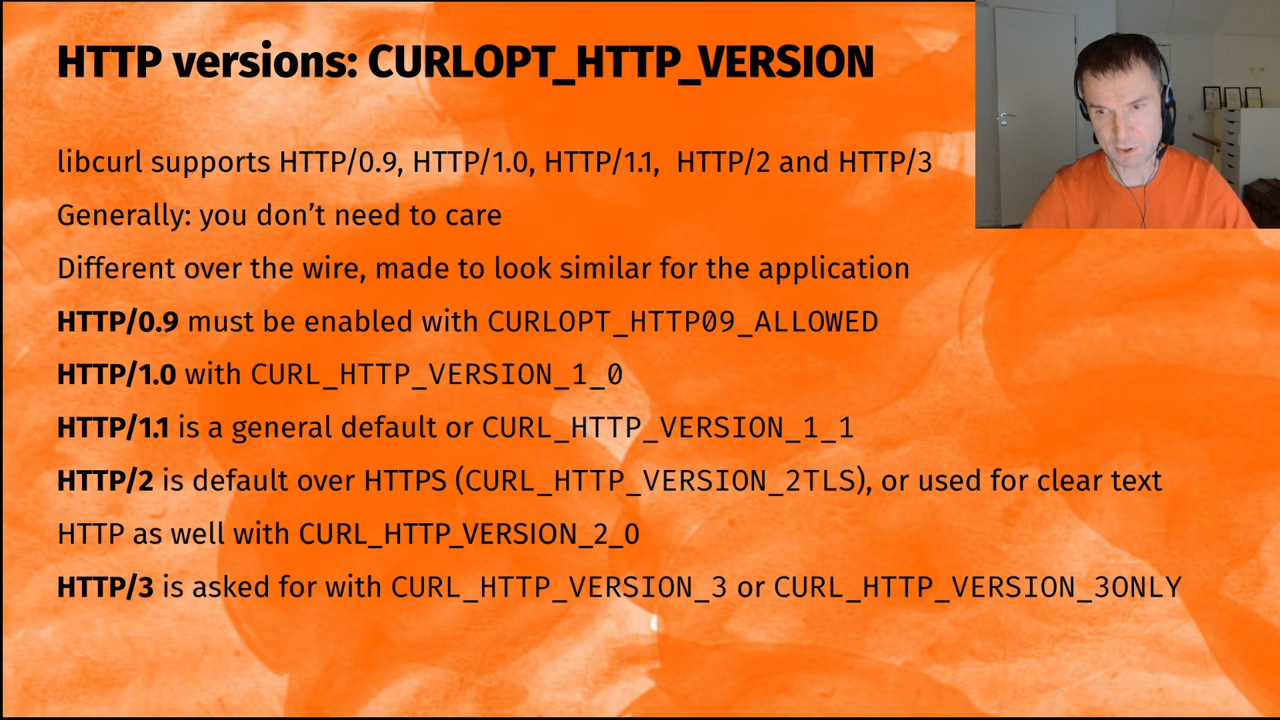 HTTP versions: CURLOPT_HTTP_VERSION
libcurl supports HTTP/0.9, HTTP/1.0, HTTP/1.1,  HTTP/2 and HTTP/3
Generally: you don’t need to care
Different over the wire, made to look similar for the application
HTTP/0.9 must be enabled with CURLOPT_HTTP09_ALLOWED
HTTP/1.0 with CURL_HTTP_VERSION_1_0
HTTP/1.1 is a general default or CURL_HTTP_VERSION_1_1
HTTP/2 is default over HTTPS (CURL_HTTP_VERSION_2TLS), or used for clear text
HTTP as well with CURL_HTTP_VERSION_2_0
HTTP/3 is asked for with CURL_HTTP_VERSION_3 or CURL_HTTP_VERSION_3ONLY